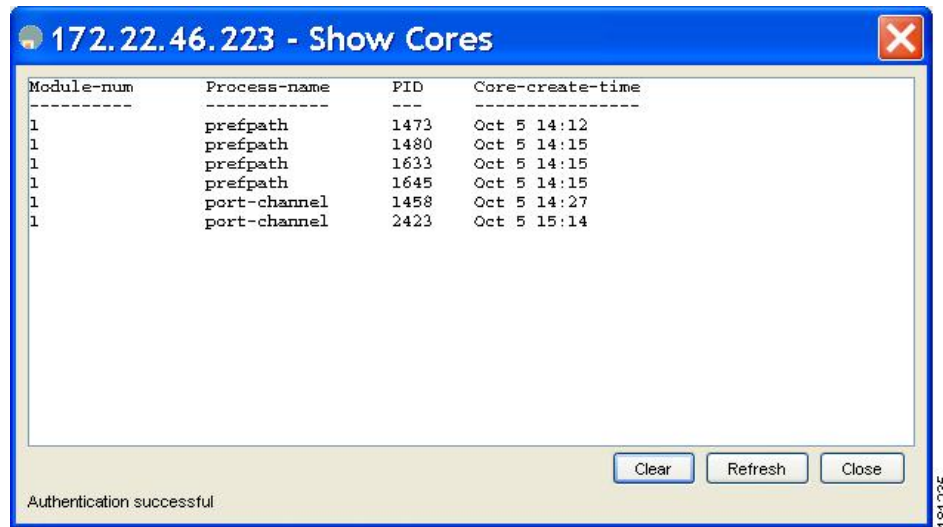 172.22.46.223 - Show Cores
Module-num Process-name PID Core-create-time
---------- ------------ --- ----------------
1 prefpath 1473 Oct 5 14:12
1 prefpath 1480 Oct 5 14:15
1 prefpath 1633 Oct 5 14:15
1 prefpath 1645 Oct 5 14:15
1 port-channel 1458 Oct 5 14:27
1 port-channel 2423 Oct 5 15:14
Clear Refresh Close
Authentication successful